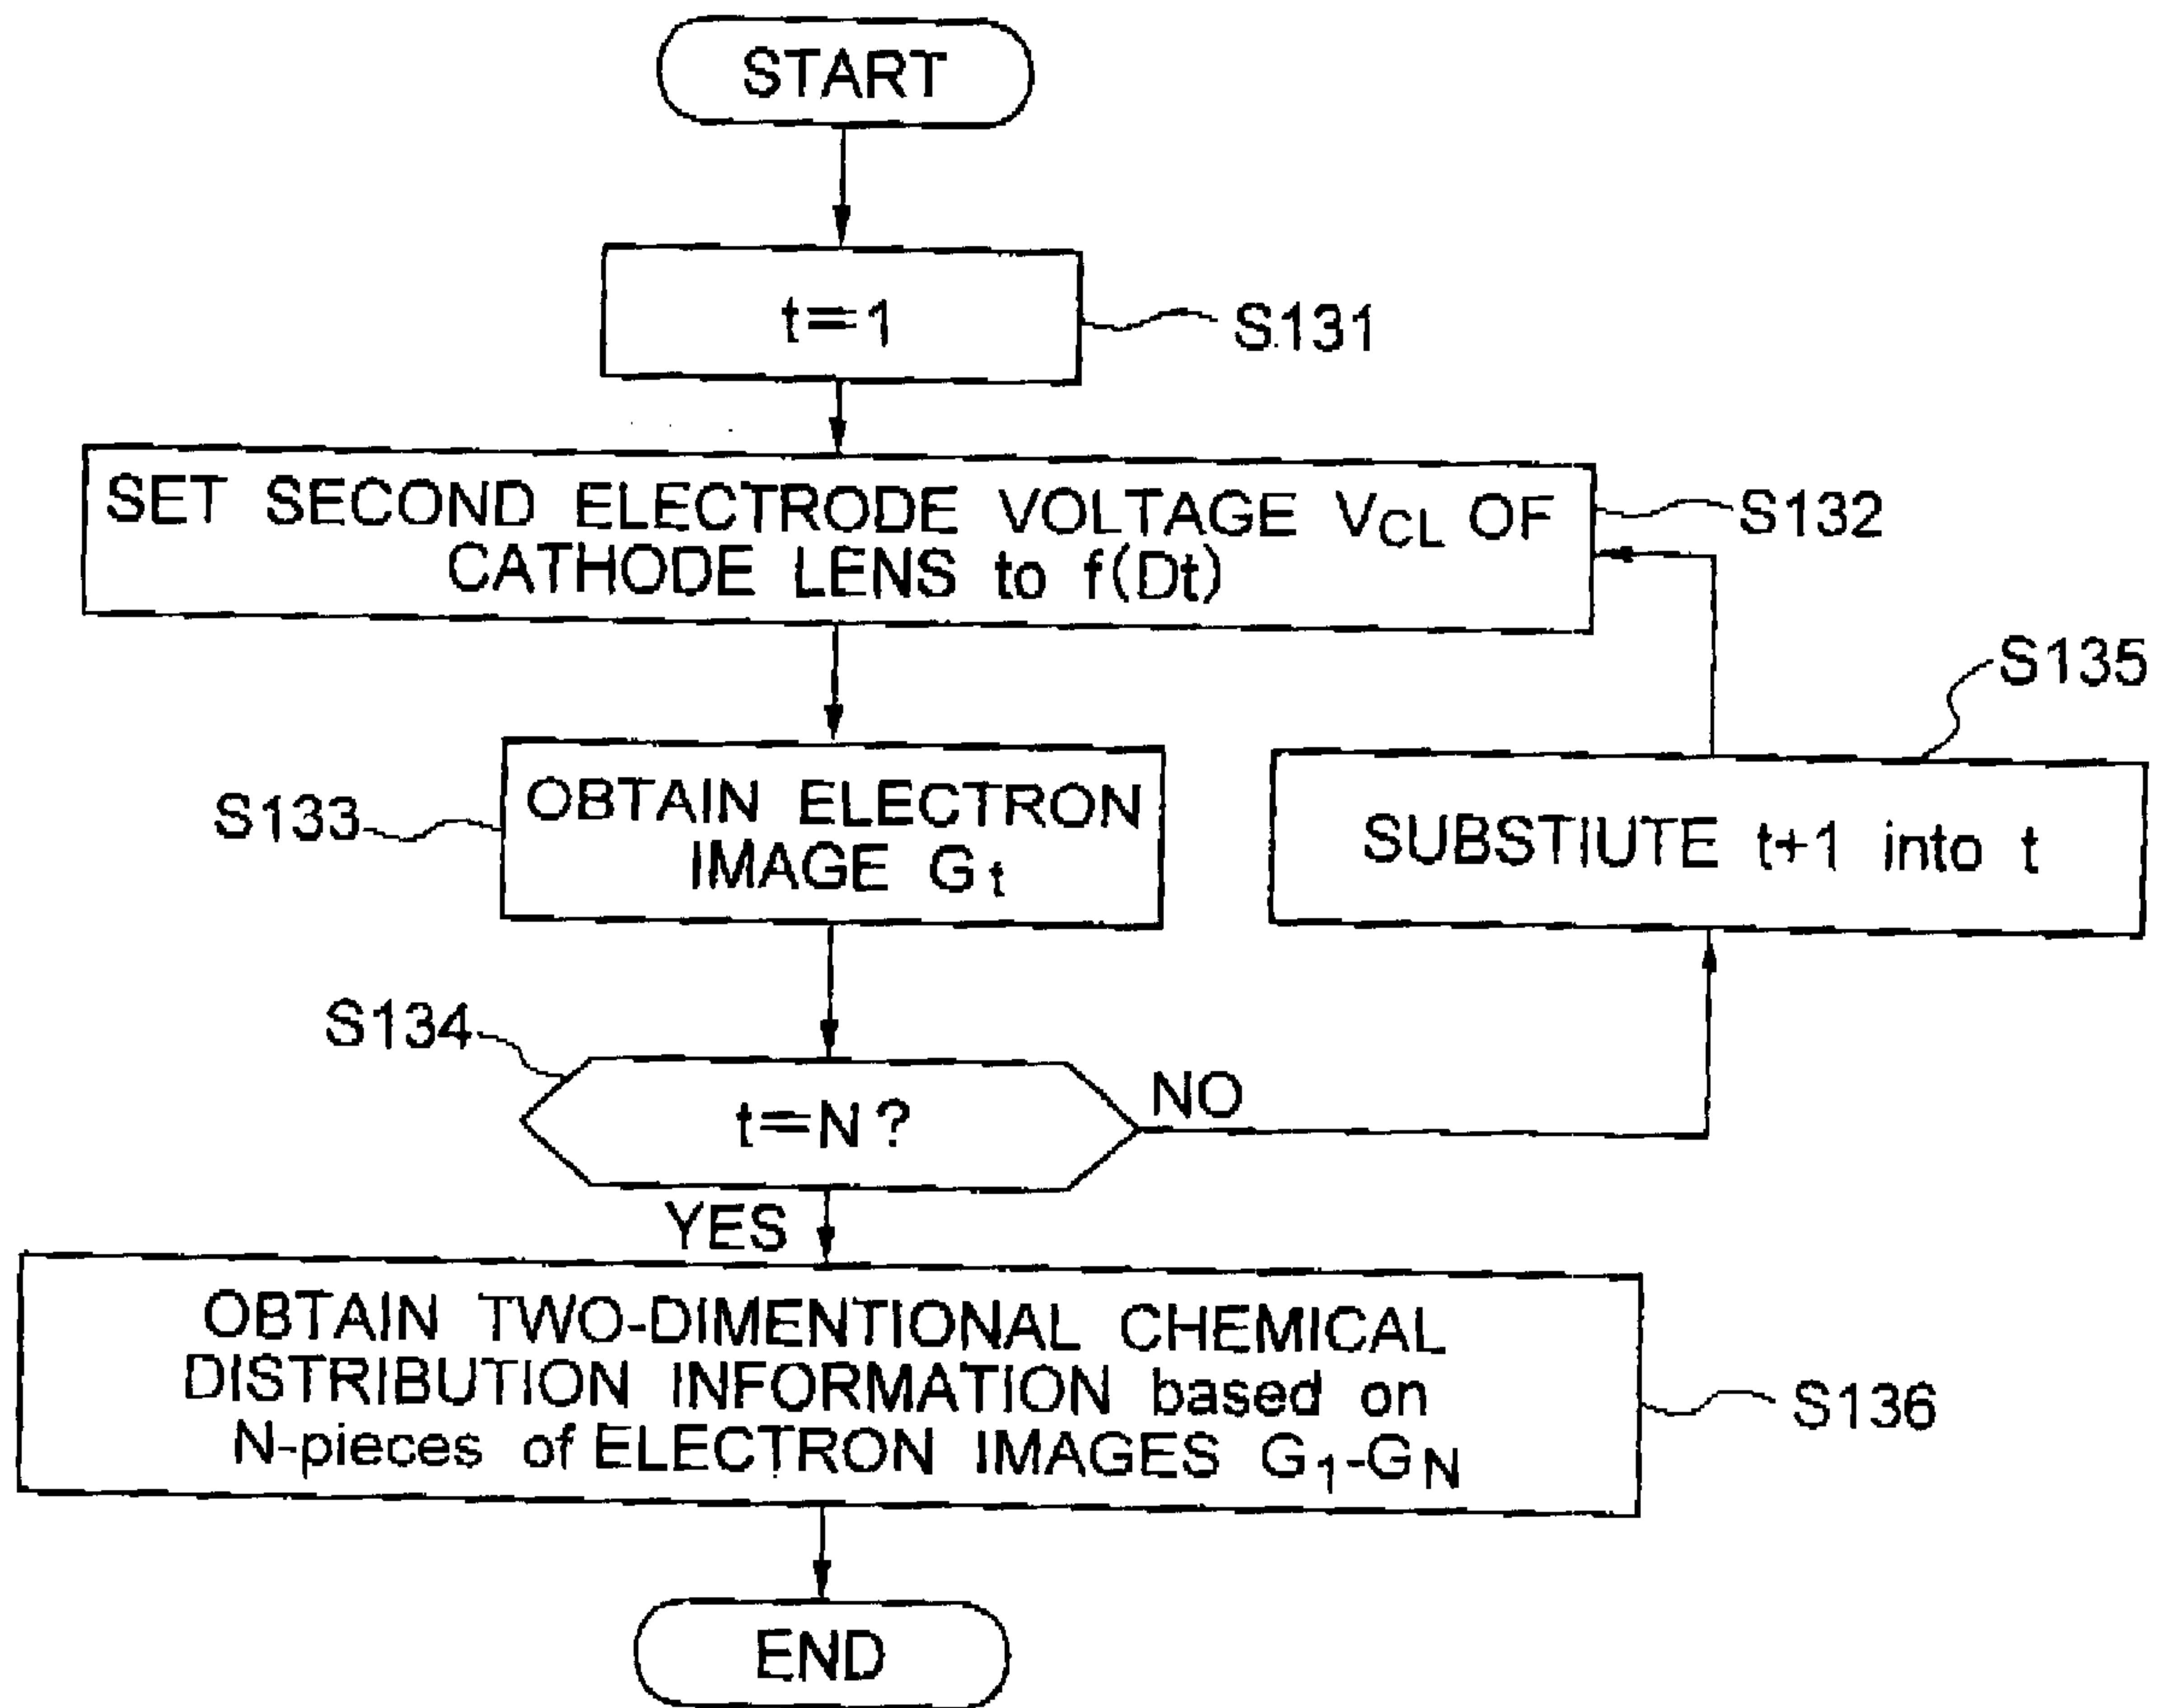 START
t=1
S131
SET SECOND ELECTRODE VOLTAGE VCL OF
CATHODE LENS to f(Dt)
S132
S135
S133
OBTAIN ELECTRON
IMAGE Gt
SUBSTIUTE t+1 into t
S134
t=N?
NO
YES
OBTAIN TWO-DIMENTIONAL CHEMICAL
DISTRIBUTION INFORMATION based on
N-pieces of ELECTRON IMAGES G1-GN
S136
END